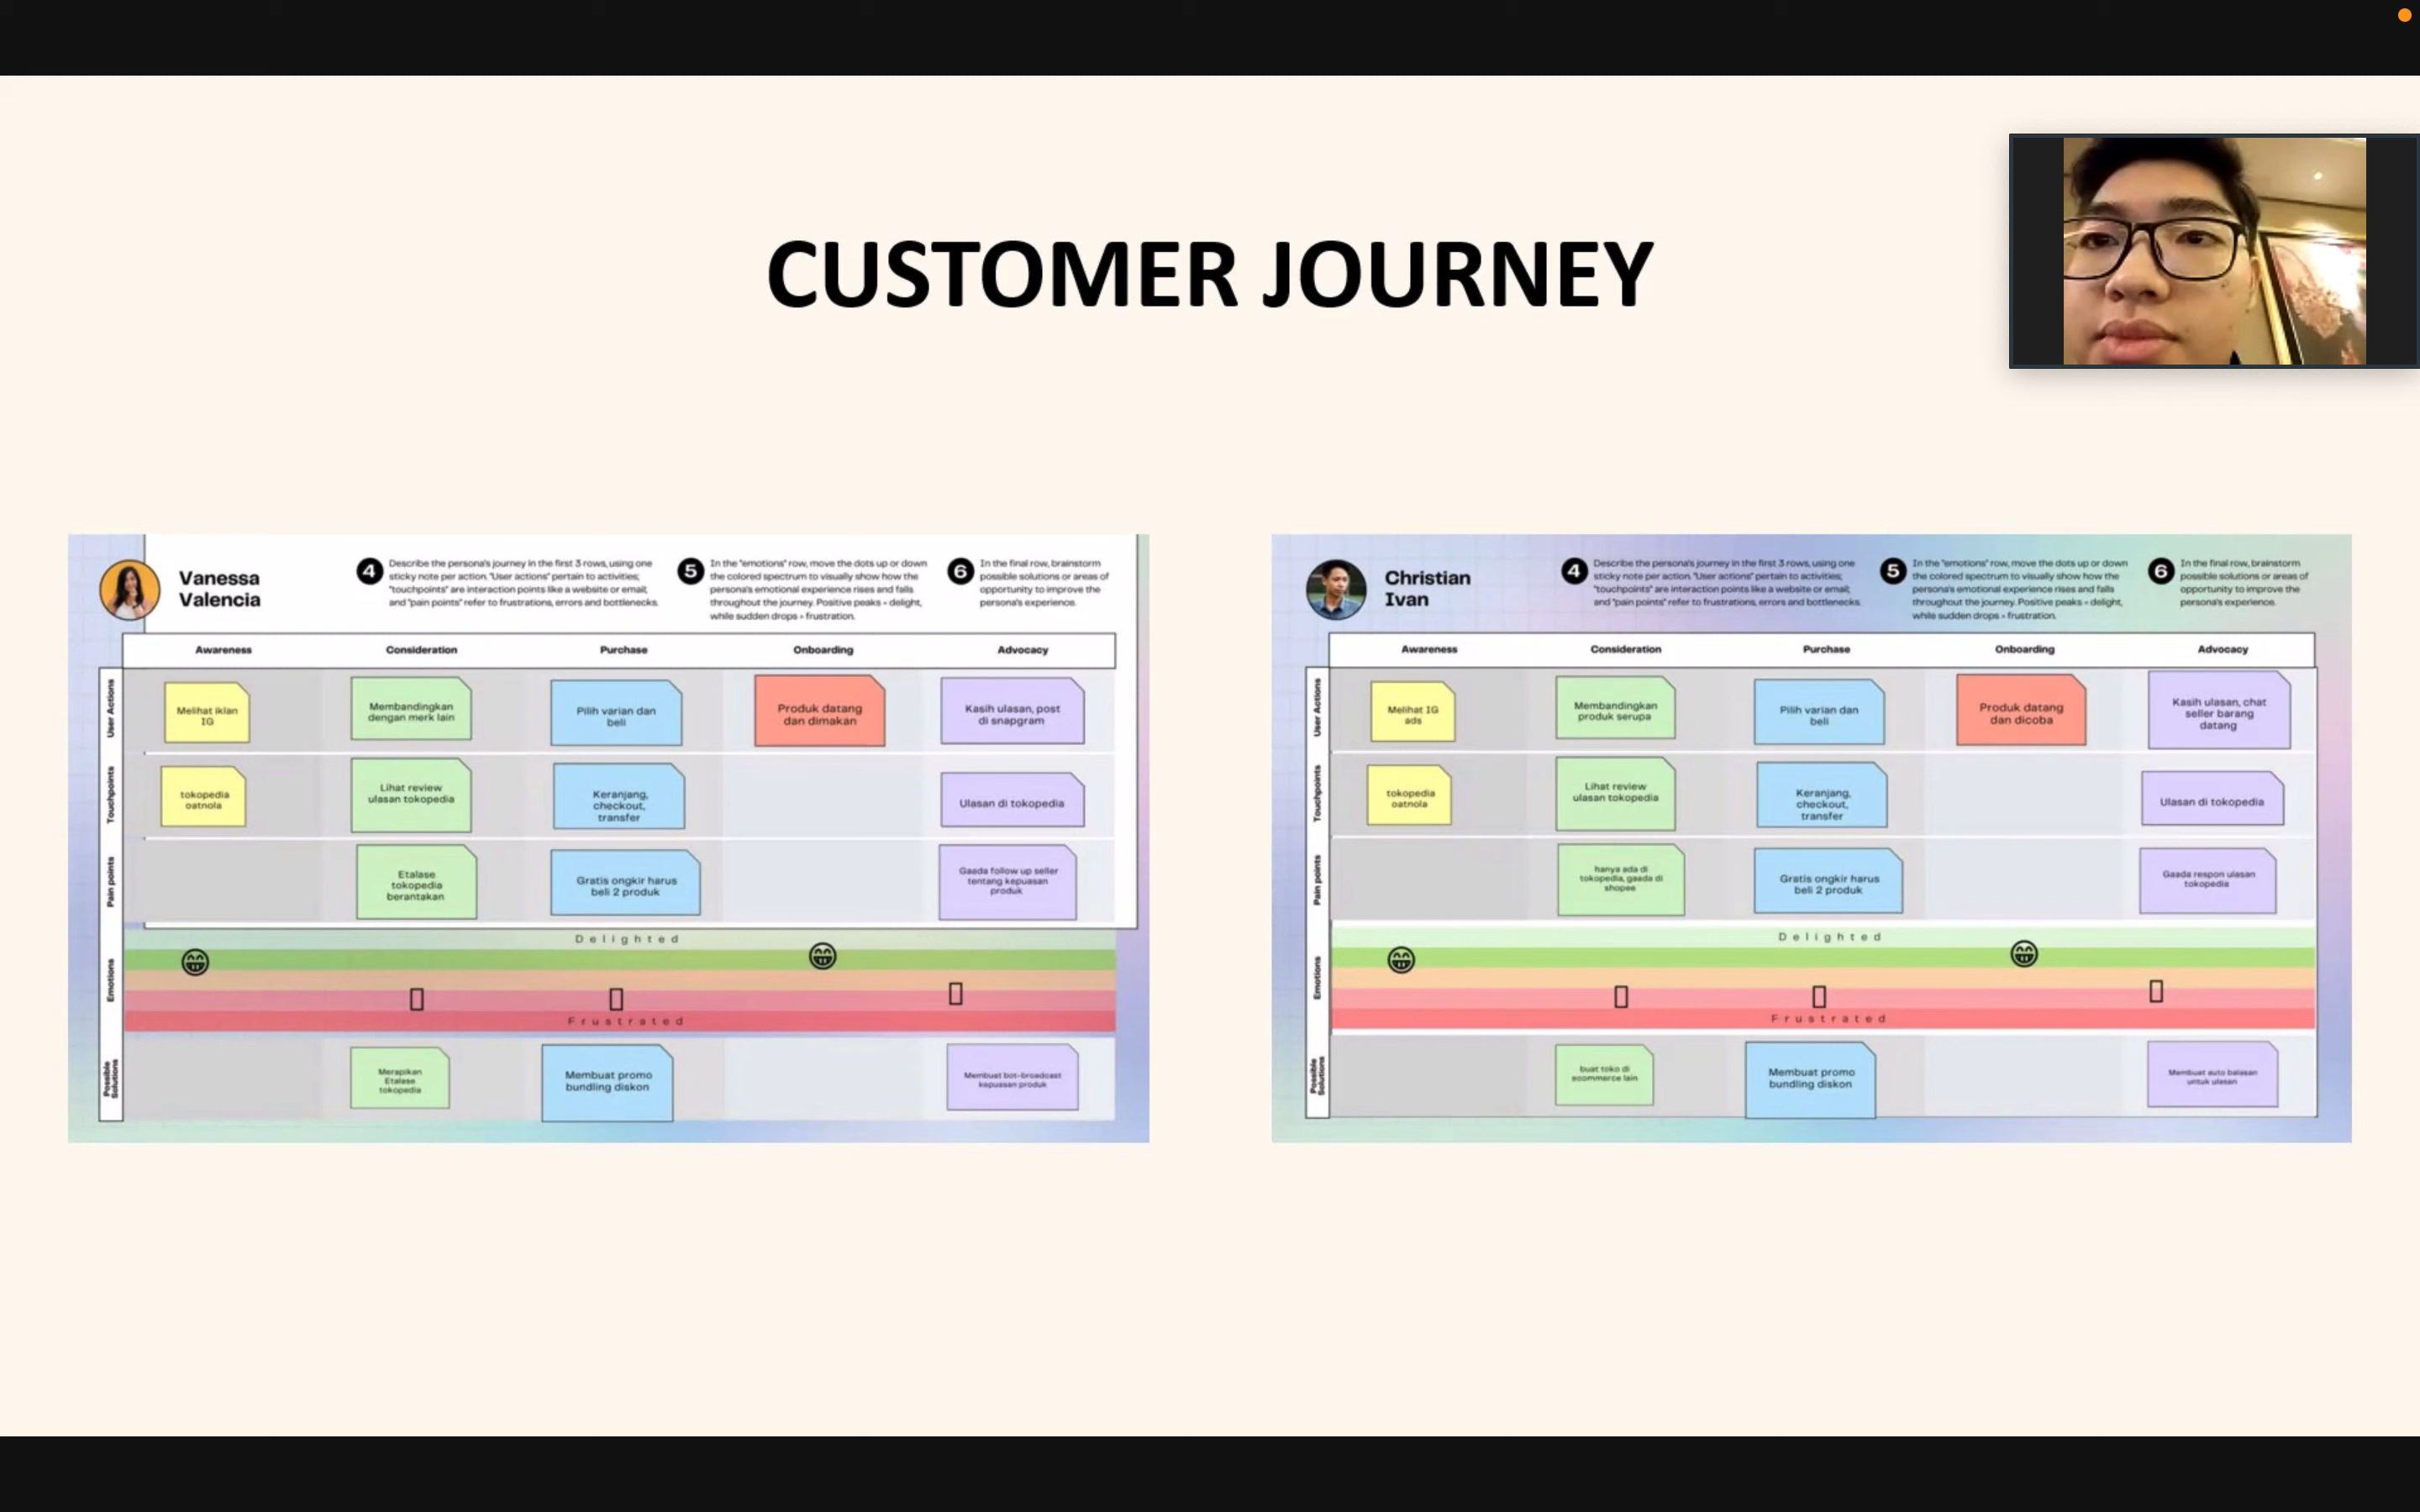 CUSTOMER JOURNEY
Vanessa
Valencia
4
Describe the persona's journey in the first 3 rows, using one
sticky note per action. "User actions" pertain to activities;
"touchpoints" are interaction points like a website or email;
and "pain points" refer to frustrations, errors and bottlenecks.
5
In the "emotions" row, move the dots up or down
the colored spectrum to visually show how the
persona's emotional experience rises and falls
throughout the journey. Positive peaks = delight,
while sudden drops = frustration.
6
In the final row, brainstorm
possible solutions or areas of
opportunity to improve the
persona's experience.
Awareness
Consideration
Purchase
Onboarding
Advocacy
User Actions
Melihat iklan
IG
Membandingkan
dengan merk lain
Pilih varian dan
beli
Produk datang
dan dimakan
Kasih ulasan, post
di snapgram
Touchpoints
tokopedia
oatnola
Lihat review
ulasan tokopedia
Keranjang,
checkout,
transfer
Ulasan di tokopedia
Pain points
Etalase
tokopedia
berantakan
Gratis ongkir harus
beli 2 produk
Gaada follow up seller
tentang kepuasan
produk
Emotions
Delighted
Frustrated
Possible
Solutions
Merapikan
Etalase
tokopedia
Membuat promo
bundling diskon
Membuat bot-broadcast
kepuasan produk
Christian
Ivan
4
Describe the persona's journey in the first 3 rows, using one
sticky note per action. "User actions" pertain to activities;
"touchpoints" are interaction points like a website or email;
and "pain points" refer to frustrations, errors and bottlenecks.
5
In the "emotions" row, move the dots up or down
the colored spectrum to visually show how the
persona's emotional experience rises and falls
throughout the journey. Positive peaks = delight,
while sudden drops = frustration.
6
In the final row, brainstorm
possible solutions or areas of
opportunity to improve the
persona's experience.
Awareness
Consideration
Purchase
Onboarding
Advocacy
User Actions
Melihat IG
ads
Membandingkan
produk serupa
Pilih varian dan
beli
Produk datang
dan dicoba
Kasih ulasan, chat
seller barang
datang
Touchpoints
tokopedia
oatnola
Lihat review
ulasan tokopedia
Keranjang,
checkout,
transfer
Ulasan di tokopedia
Pain points
hanya ada di
tokopedia, gaada di
shopee
Gratis ongkir harus
beli 2 produk
Gaada respon ulasan
tokopedia
Emotions
Delighted
Frustrated
Possible
Solutions
buat toko di
ecommerce lain
Membuat promo
bundling diskon
Membuat auto balasan
untuk ulasan